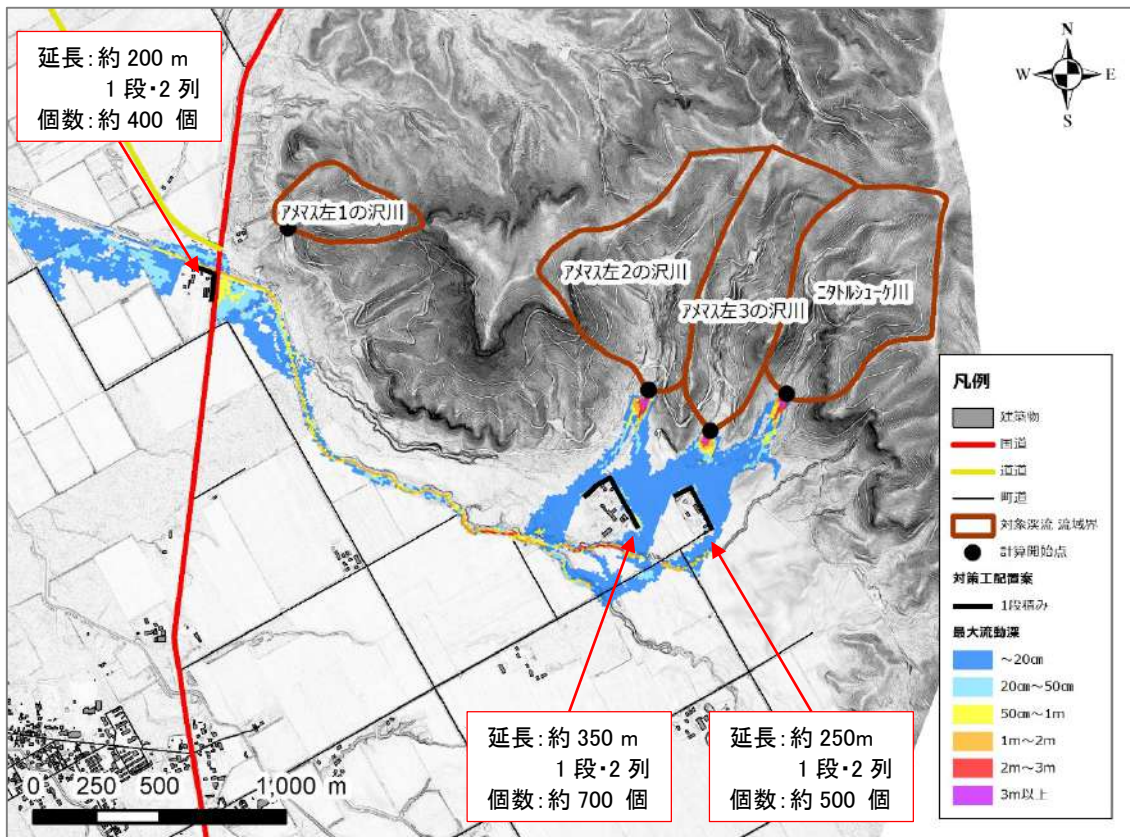 延長：約 200 m
1 段・2 列
個数：約 400 個
N
W
E
S
アメマス左1の沢川
アメマス左2の沢川
アメマス左3の沢川
ニタトルシューケ川
凡例
建築物
国道
道道
町道
対象渓流 流域界
計算開始点
対策工配置案
1段積み
最大流動深
～20㎝
20㎝～50㎝
50㎝～1m
1m～2m
2m～3m
3m以上
延長：約 350 m
1 段・2 列
個数：約 700 個
延長：約 250m
1 段・2 列
個数：約 500 個
0 250 500 1,000 m